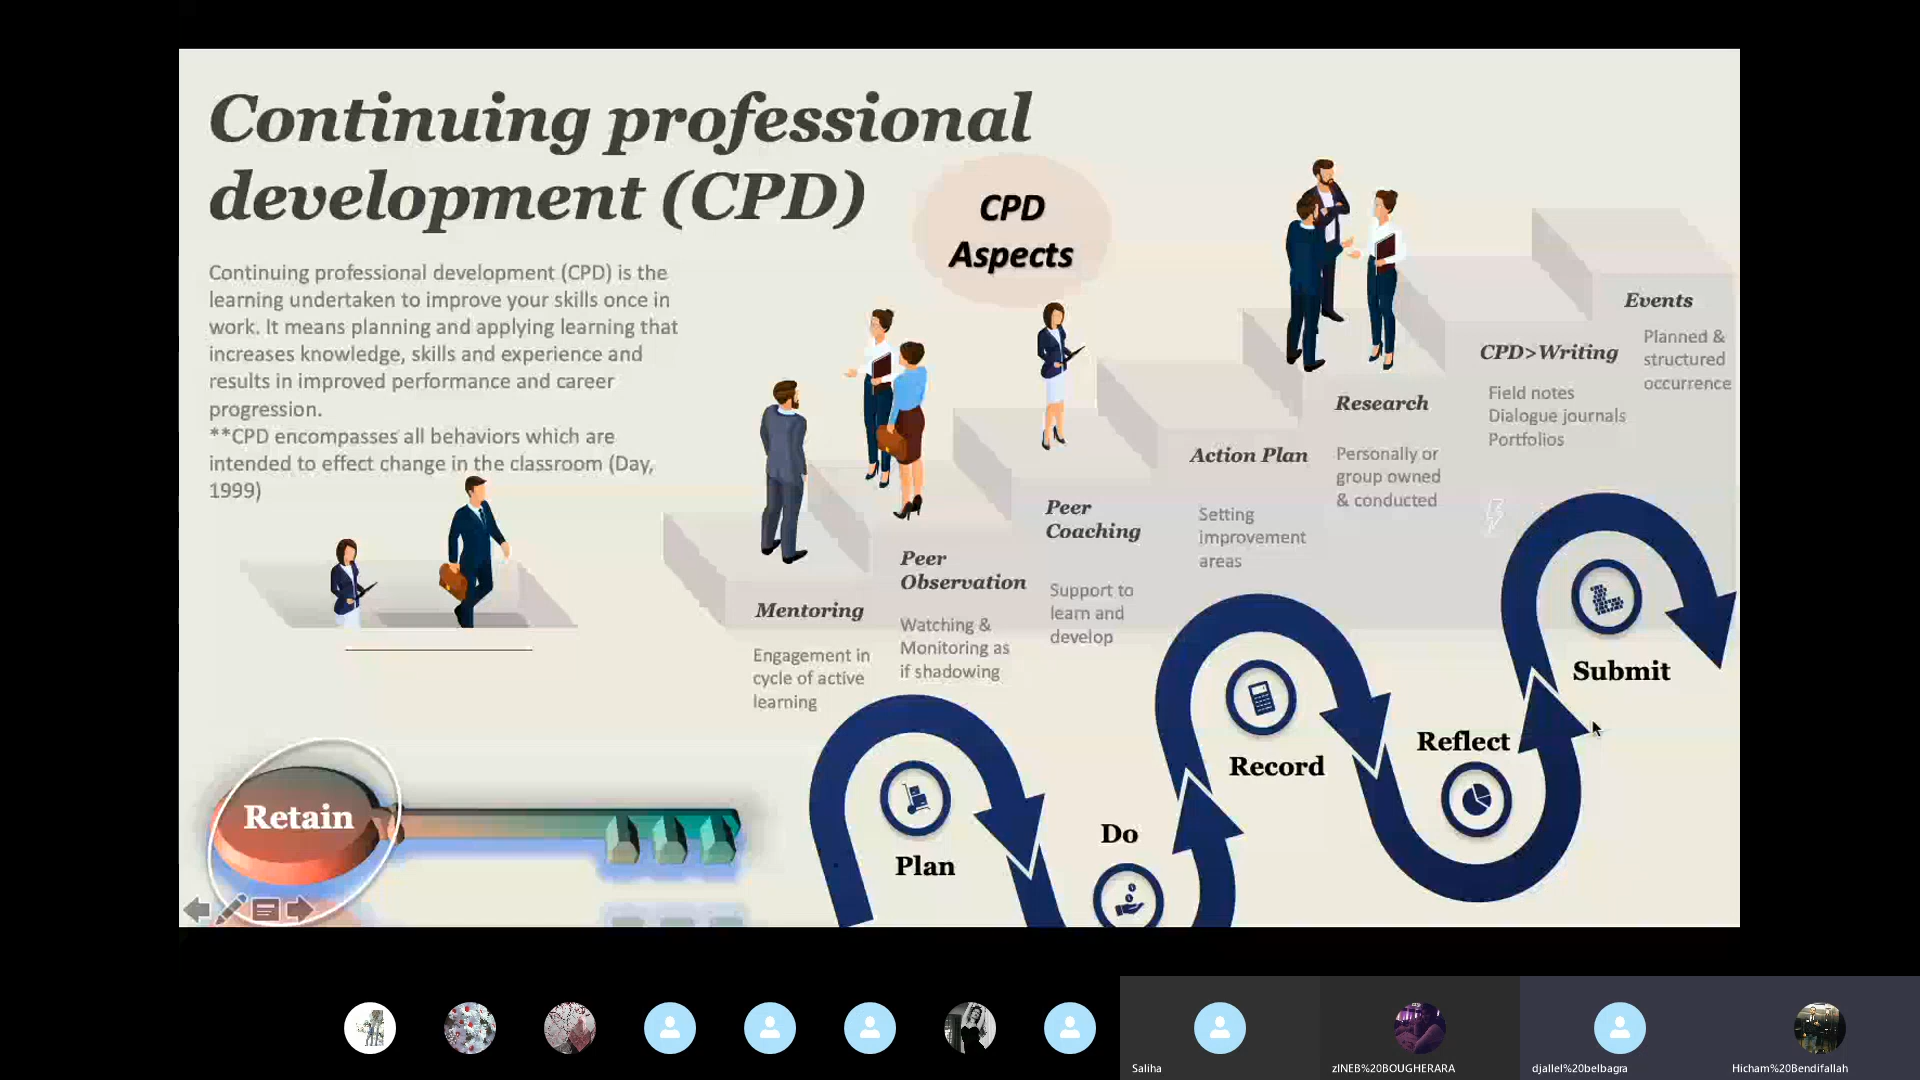 Continuing professional
development (CPD)
CPD
Aspects
Continuing professional development (CPD) is the
learning undertaken to improve your skills once in
work. It means planning and applying learning that
increases knowledge, skills and experience and
results in improved performance and career
progression.
**CPD encompasses all behaviors which are
intended to effect change in the classroom (Day,
1999)
Mentoring
Engagement in
cycle of active
learning
Peer
Observation
Watching &
Monitoring as
if shadowing
Peer
Coaching
Support to
learn and
develop
Action Plan
Setting
improvement
areas
Research
Personally or
group owned
& conducted
CPD>Writing
Field notes
Dialogue journals
Portfolios
Events
Planned &
structured
occurrence
Retain
Plan
Do
Record
Reflect
Submit
Saliha
zINEB%20BOUGHERARA
djallel%20belbagra
Hicham%20Bendifallah